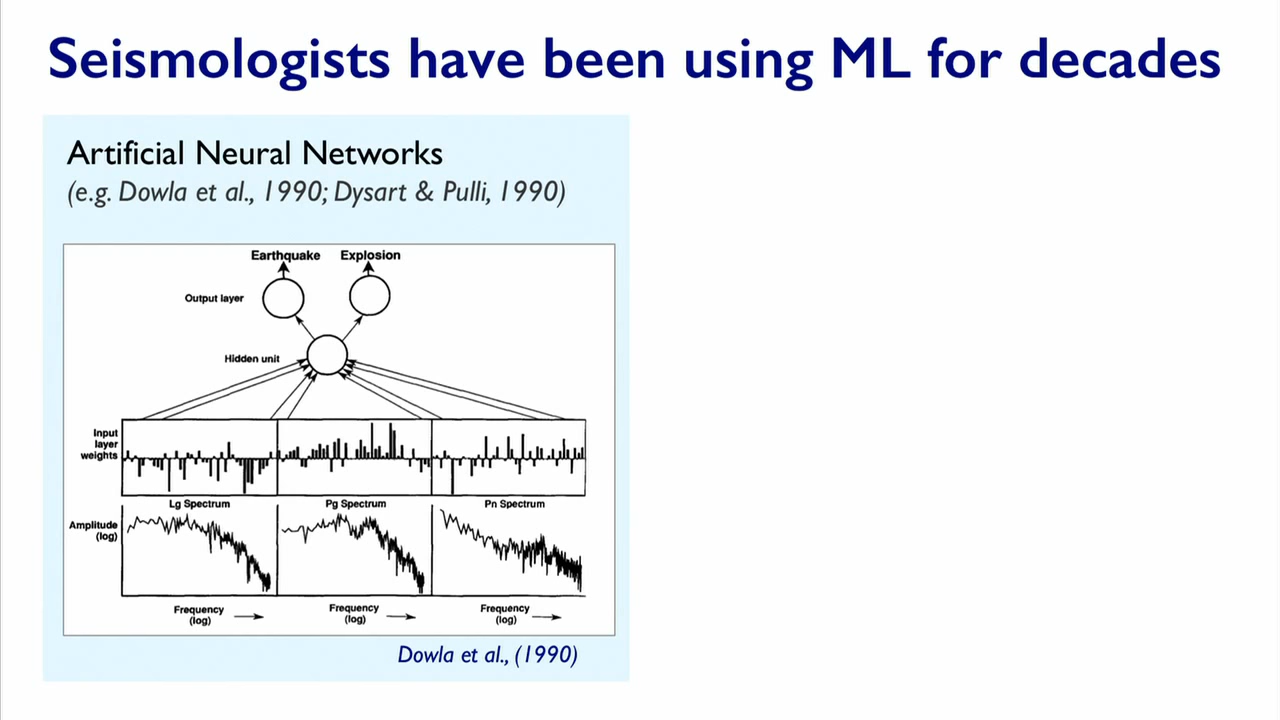 Seismologists have been using ML for decades
Artificial Neural Networks
(e.g. Dowla et al., 1990; Dysart & Pulli, 1990)
Earthquake Explosion
Output layer
Hidden unit
Input
layer
weights
Lg Spectrum Pg Spectrum Pn Spectrum
Amplitude
(log)
Frequency Frequency Frequency
(log) (log) (log)
Dowla et al., (1990)